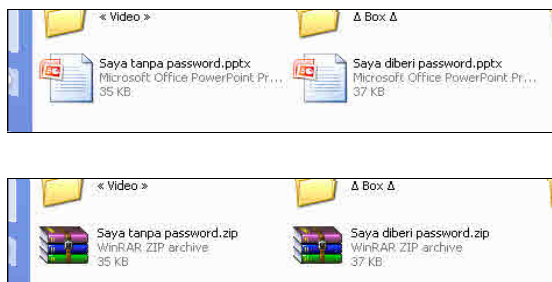 « Video »
Δ Box Δ
Saya tanpa password.pptx
Microsoft Office PowerPoint Pr...
35 KB
Saya diberi password.pptx
Microsoft Office PowerPoint Pr...
37 KB
« Video »
Δ Box Δ
Saya tanpa password.zip
WinRAR ZIP archive
35 KB
Saya diberi password.zip
WinRAR ZIP archive
37 KB